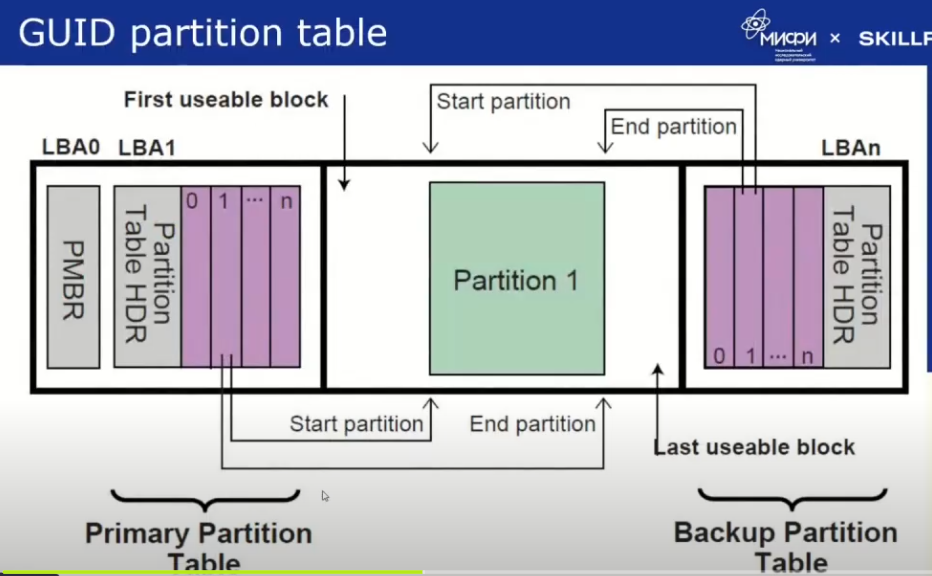 GUID partition table
МИФИ × SKILLF
First useable block
Start partition
End partition
LBA0 LBA1
LBAn
PMBR
Partition
Table HDR
0 1 ... n
Partition 1
0 1 ... n
Partition
Table HDR
Start partition
End partition
Last useable block
Primary Partition
Table
Backup Partition
Table